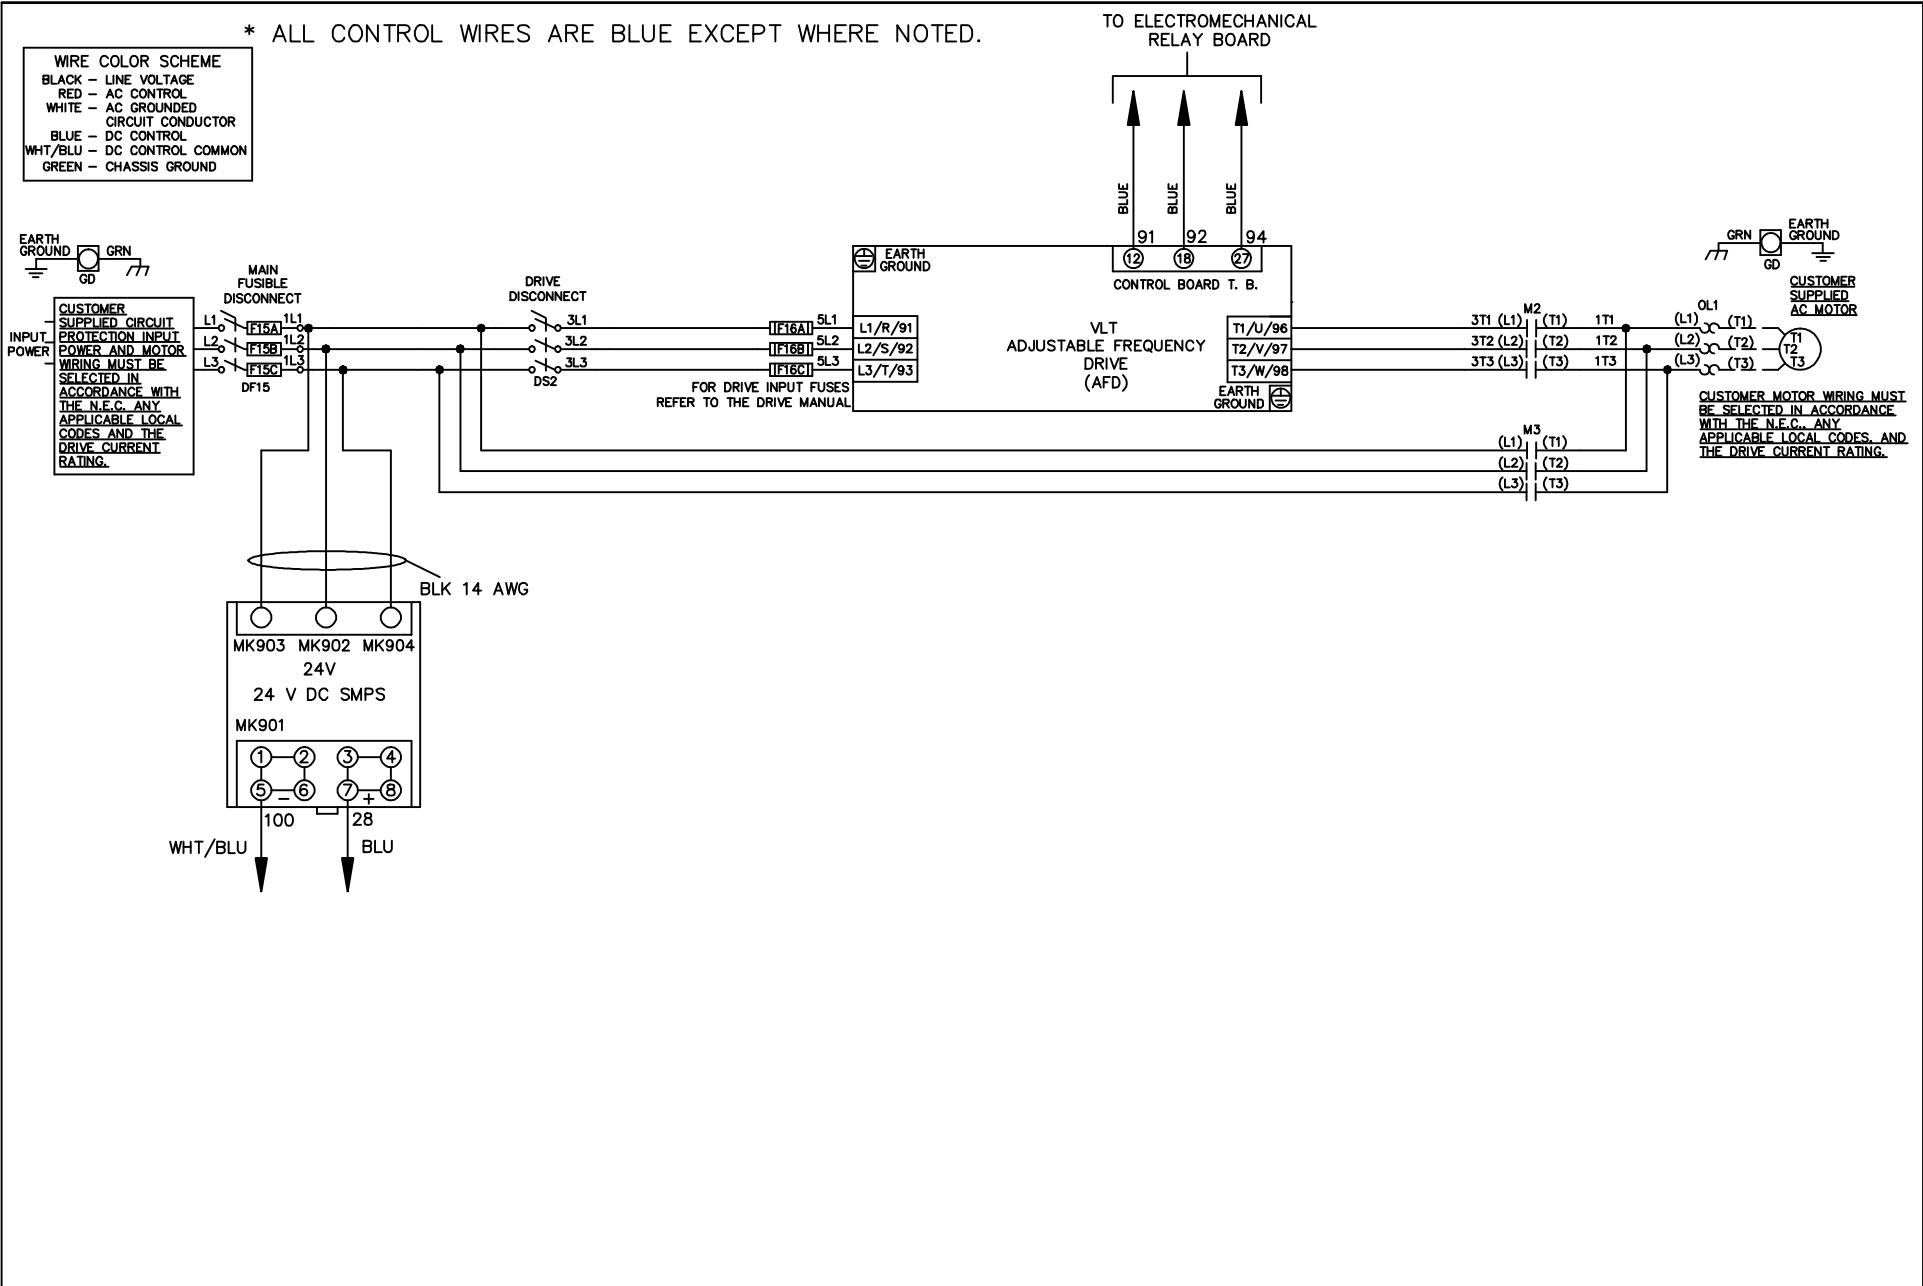 * ALL CONTROL WIRES ARE BLUE EXCEPT WHERE NOTED.
TO ELECTROMECHANICAL
RELAY BOARD
WIRE COLOR SCHEME
BLACK – LINE VOLTAGE
RED – AC CONTROL
WHITE – AC GROUNDED
CIRCUIT CONDUCTOR
BLUE – DC CONTROL
WHT/BLU – DC CONTROL COMMON
GREEN – CHASSIS GROUND
BLUE
BLUE
BLUE
91
92
94
12
18
27
CONTROL BOARD T. B.
EARTH
GROUND
GRN
GD
INPUT
POWER
CUSTOMER
SUPPLIED CIRCUIT
PROTECTION INPUT
POWER AND MOTOR
WIRING MUST BE
SELECTED IN
ACCORDANCE WITH
THE N.E.C. ANY
APPLICABLE LOCAL
CODES AND THE
DRIVE CURRENT
RATING.
MAIN
FUSIBLE
DISCONNECT
L1
F15A
1L1
L2
F15B
1L2
L3
F15C
1L3
DF15
DRIVE
DISCONNECT
3L1
3L2
3L3
DS2
F16A
5L1
F16B
5L2
F16C
5L3
FOR DRIVE INPUT FUSES
REFER TO THE DRIVE MANUAL
EARTH
GROUND
L1/R/91
L2/S/92
L3/T/93
VLT
ADJUSTABLE FREQUENCY
DRIVE
(AFD)
T1/U/96
T2/V/97
T3/W/98
EARTH
GROUND
M2
3T1 (L1) (T1) 1T1
3T2 (L2) (T2) 1T2
3T3 (L3) (T3) 1T3
M3
(L1) (T1)
(L2) (T2)
(L3) (T3)
GRN
EARTH
GROUND
GD
CUSTOMER
SUPPLIED
AC MOTOR
OL1
(L1) (T1)
(L2) (T2)
(L3) (T3)
T1
T2
T3
CUSTOMER MOTOR WIRING MUST
BE SELECTED IN ACCORDANCE
WITH THE N.E.C., ANY
APPLICABLE LOCAL CODES, AND
THE DRIVE CURRENT RATING.
BLK 14 AWG
MK903 MK902 MK904
24V
24 V DC SMPS
MK901
1 2 3 4
5 6 7 8
– +
100
28
WHT/BLU
BLU